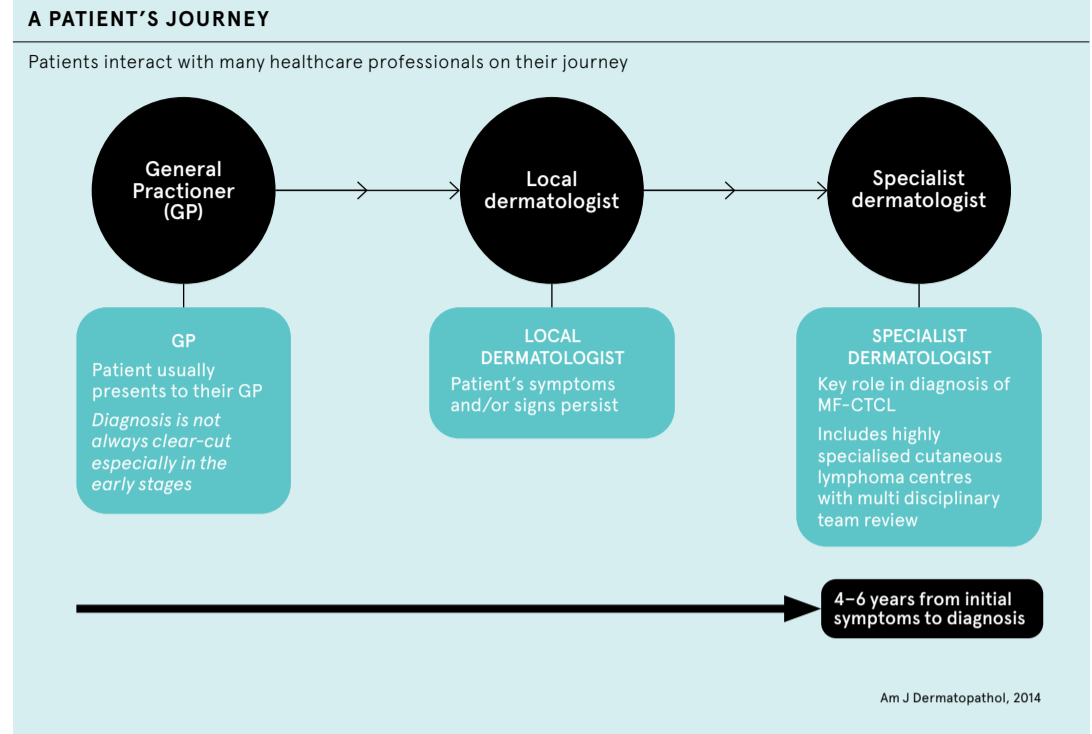 A PATIENT’S JOURNEY
Patients interact with many healthcare professionals on their journey
General
Practioner
(GP)
Local
dermatologist
Specialist
dermatologist
GP
Patient usually
presents to their GP
Diagnosis is not
always clear-cut
especially in the
early stages
LOCAL
DERMATOLOGIST
Patient’s symptoms
and/or signs persist
SPECIALIST
DERMATOLOGIST
Key role in diagnosis of
MF-CTCL
Includes highly
specialised cutaneous
lymphoma centres
with multi disciplinary
team review
4–6 years from initial
symptoms to diagnosis
Am J Dermatopathol, 2014